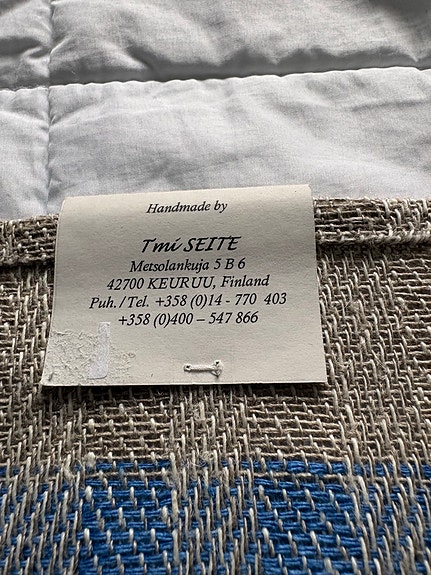 Handmade by
Tmi SEITE
Metsolankuja 5 B 6
42700 KEURUU, Finland
Puh. / Tel. +358 (0)14 - 770 403
+358 (0)400 – 547 866